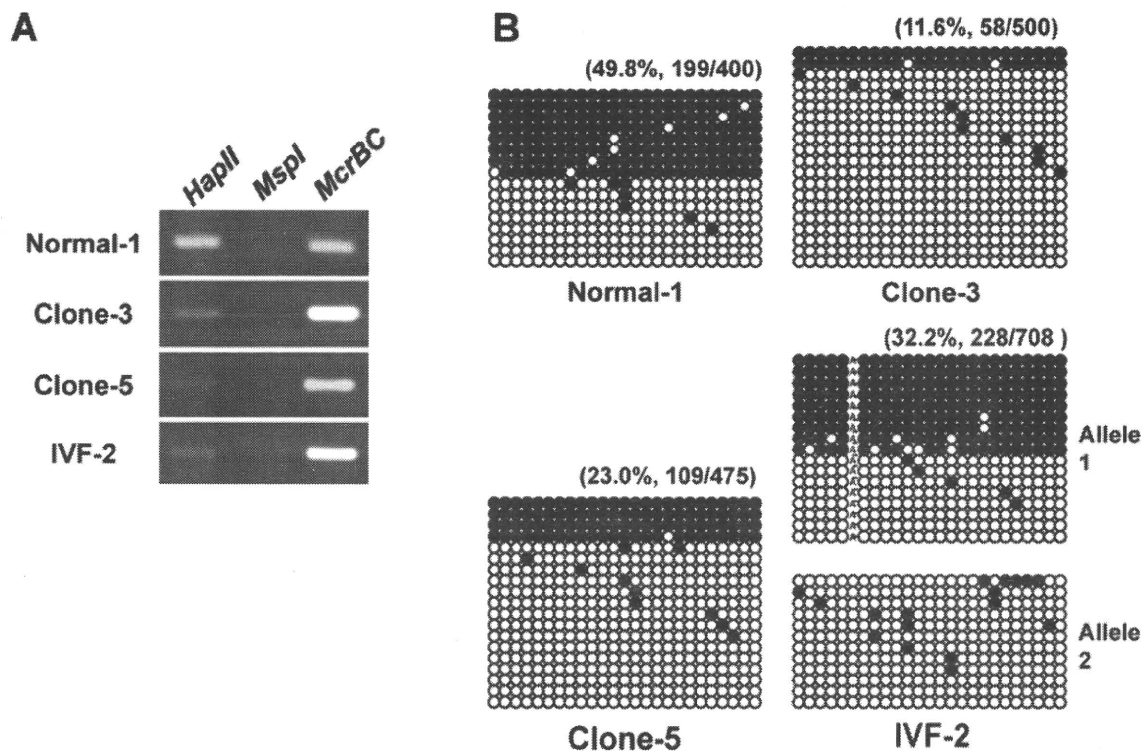 A
HapII
MspI
McrBC
Normal-1
Clone-3
Clone-5
IVF-2
B
(49.8%, 199/400)
Normal-1
(11.6%, 58/500)
Clone-3
(23.0%, 109/475)
Clone-5
(32.2%, 228/708 )
Allele
1
Allele
2
IVF-2